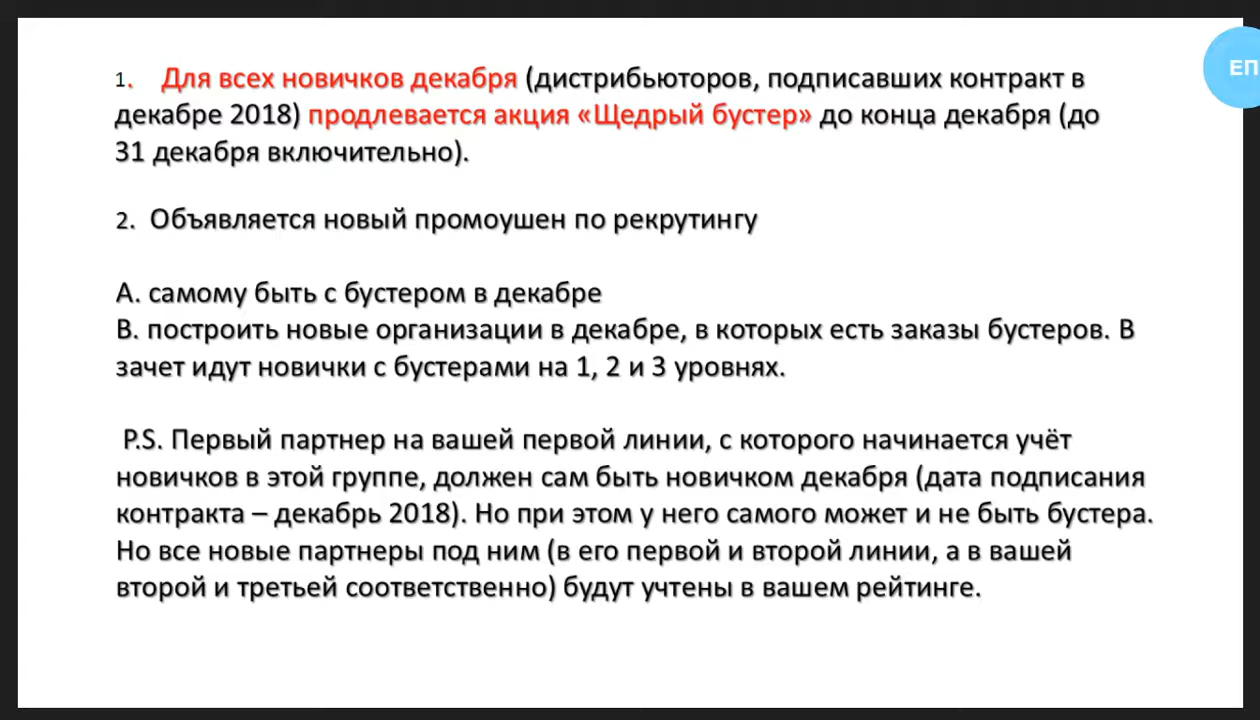 1. Для всех новичков декабря (дистрибьюторов, подписавших контракт в
декабре 2018) продлевается акция «Щедрый бустер» до конца декабря (до
31 декабря включительно).
2. Объявляется новый промоушен по рекрутингу
А. самому быть с бустером в декабре
В. построить новые организации в декабре, в которых есть заказы бустеров. В
зачет идут новички с бустерами на 1, 2 и 3 уровнях.
P.S. Первый партнер на вашей первой линии, с которого начинается учёт
новичков в этой группе, должен сам быть новичком декабря (дата подписания
контракта – декабрь 2018). Но при этом у него самого может и не быть бустера.
Но все новые партнеры под ним (в его первой и второй линии, а в вашей
второй и третьей соответственно) будут учтены в вашем рейтинге.
ЕП